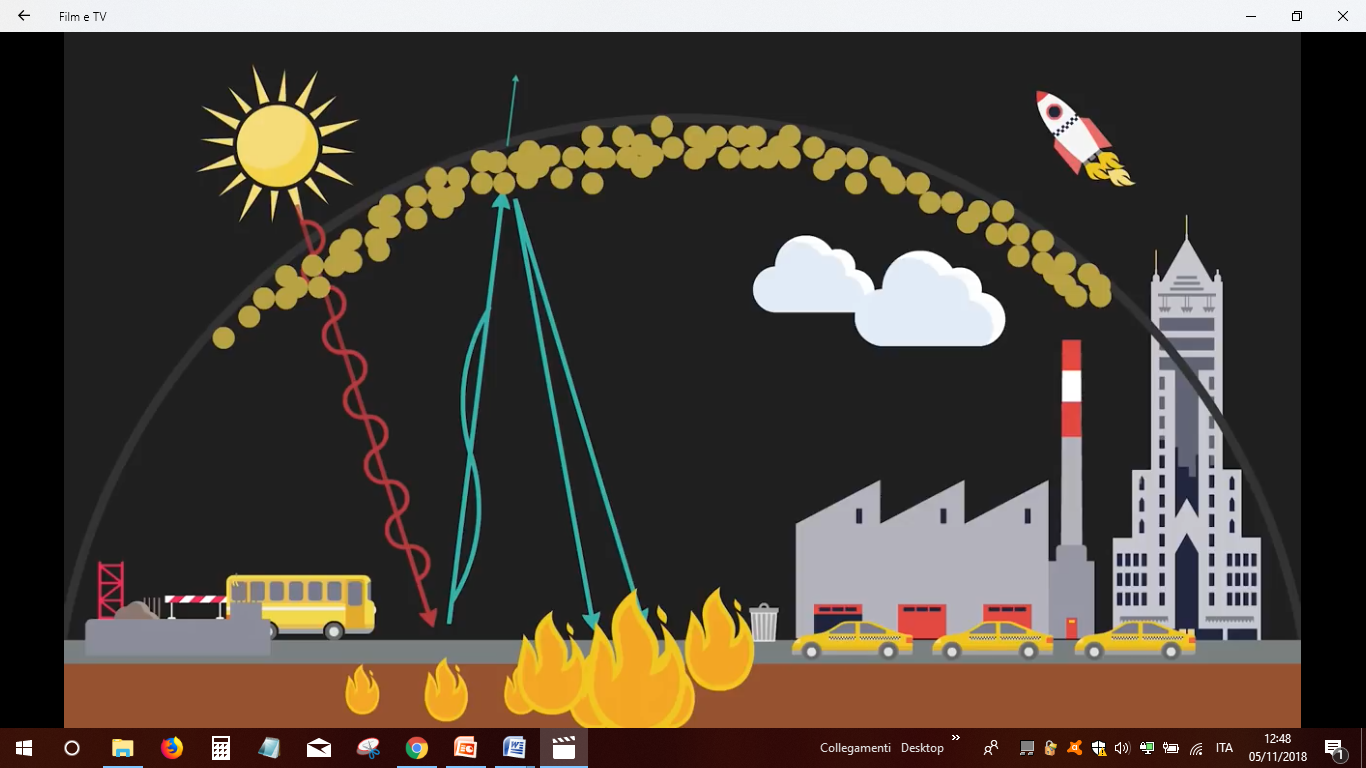 Film e TV
Collegamenti
Desktop
»
ITA
12:48
05/11/2018
1